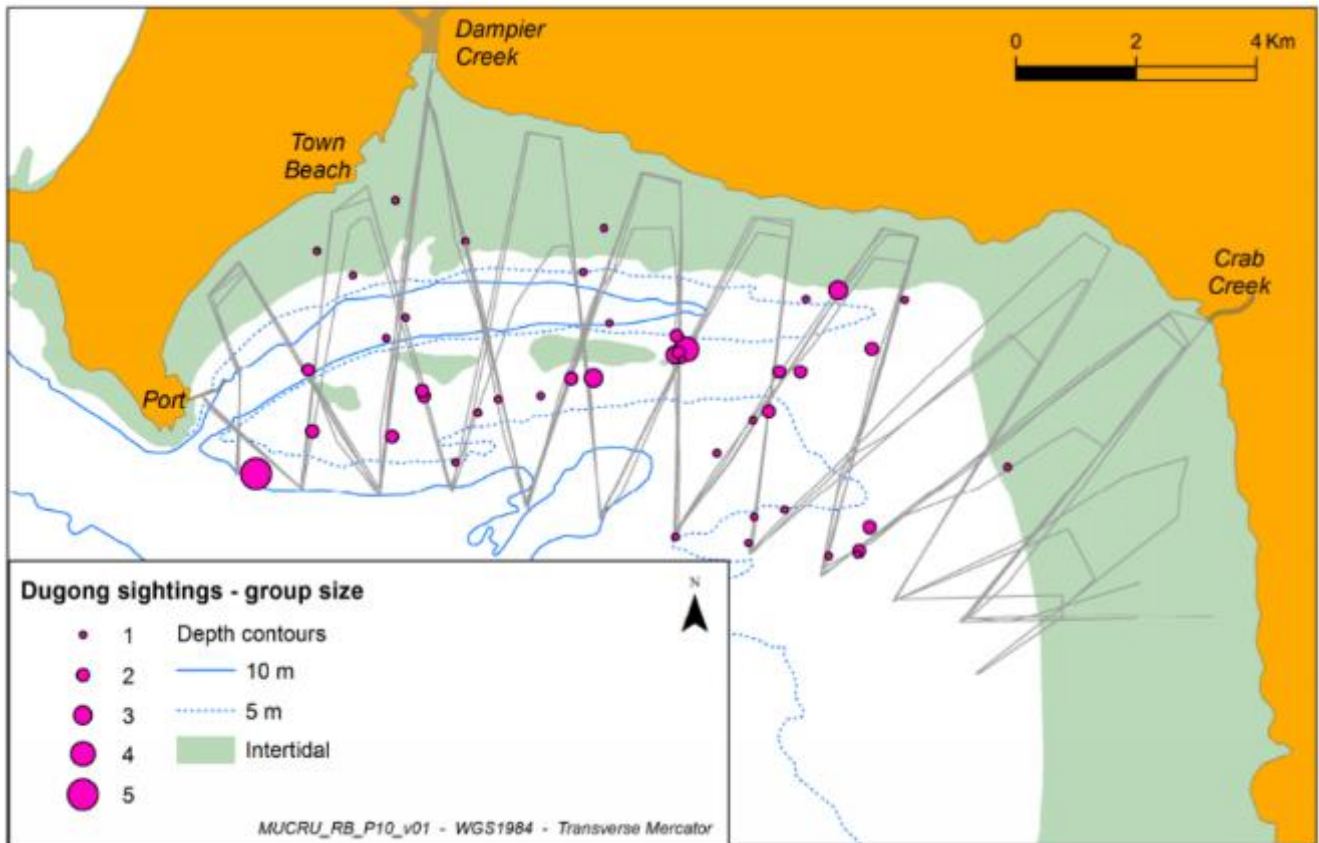 Dampier
Creek
0 2 4 Km
Town
Beach
Crab
Creek
Port
Dugong sightings - group size
N
1 Depth contours
2 10 m
3 5 m
4 Intertidal
5
MUCRU_RB_P10_v01 - WGS1984 - Transverse Mercator